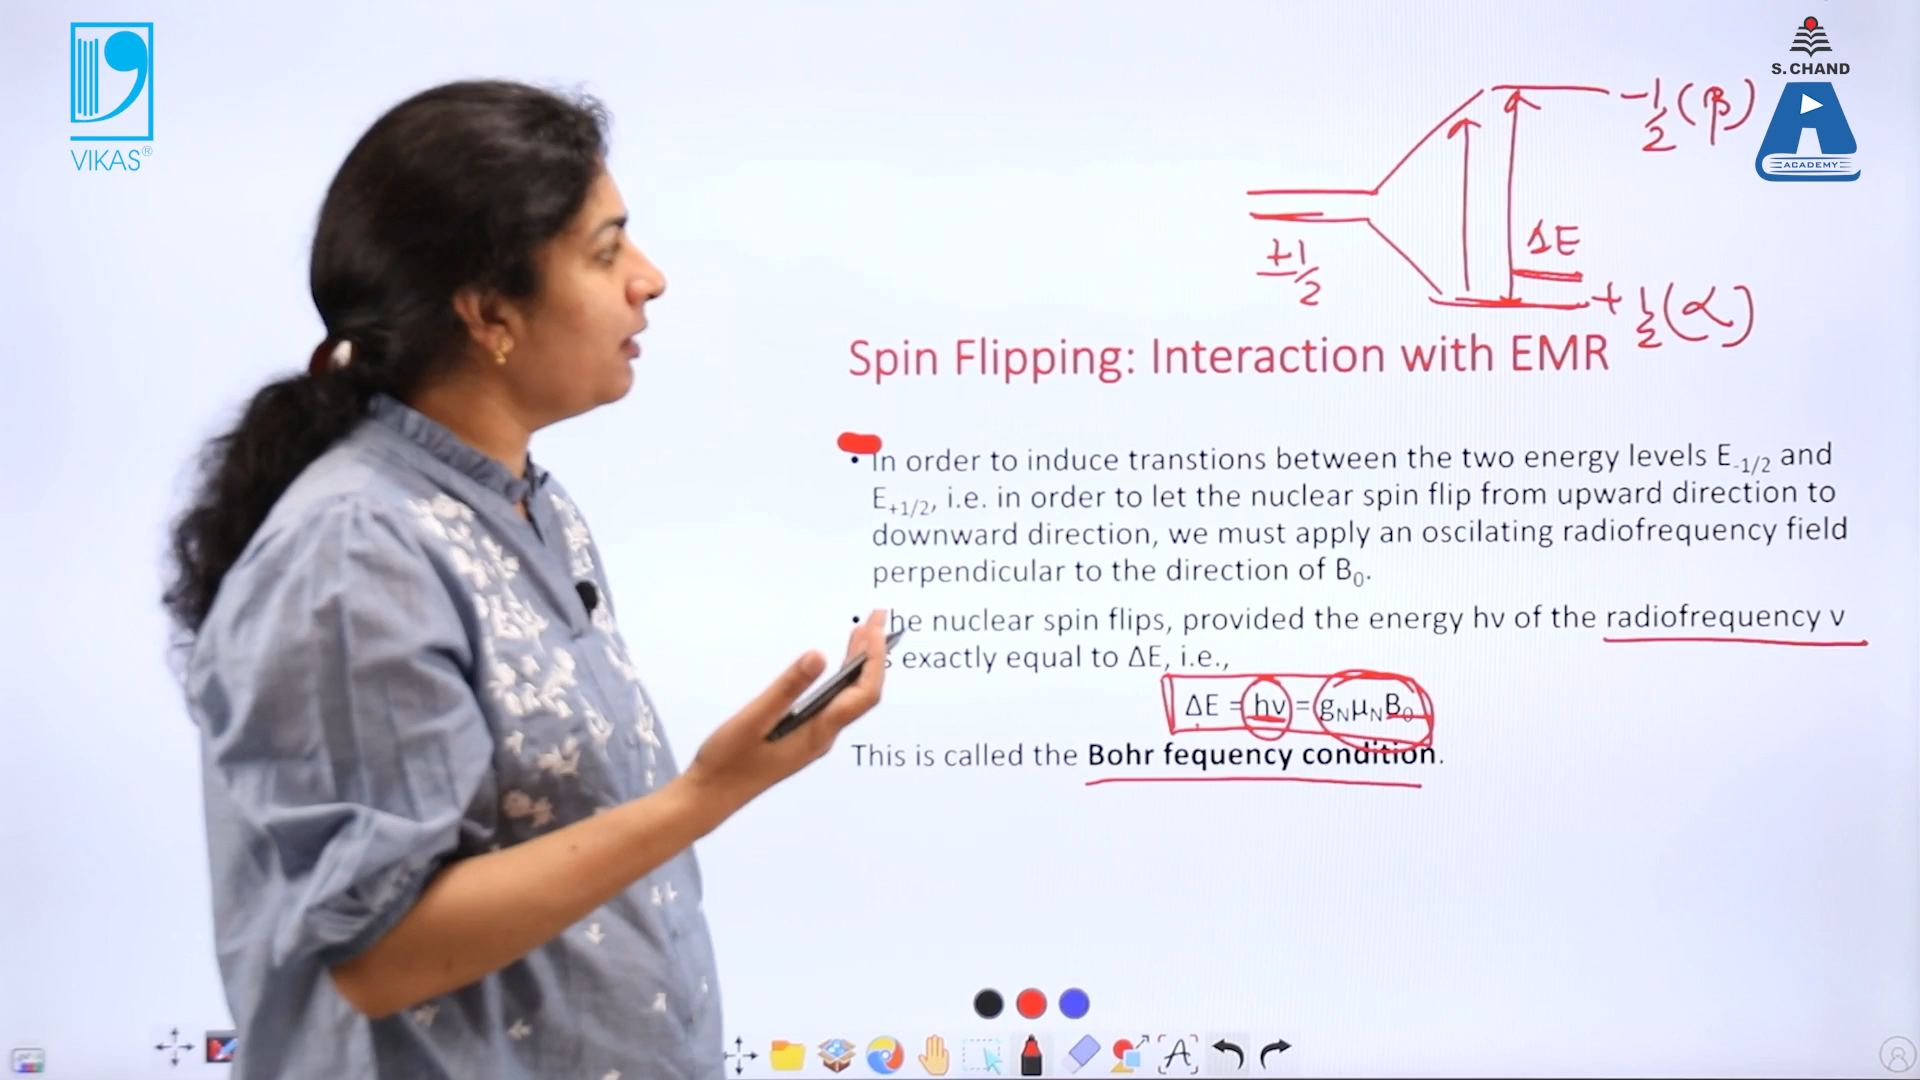 VIKAS®
S. CHAND
ACADEMY
-1/2 (β)
ΔE
+1/2
+ 1/2 (α)
Spin Flipping: Interaction with EMR
• In order to induce transtions between the two energy levels E-1/2 and
E+1/2, i.e. in order to let the nuclear spin flip from upward direction to
downward direction, we must apply an oscilating radiofrequency field
perpendicular to the direction of B0.
• he nuclear spin flips, provided the energy hν of the radiofrequency ν
s exactly equal to ΔE, i.e.,
ΔE = hν = gNμNB0
This is called the Bohr fequency condition.